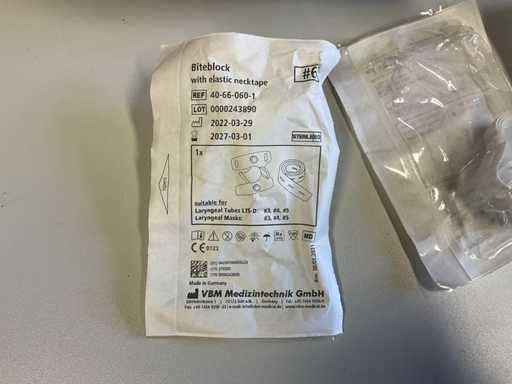 Biteblock
with elastic necktape
#6
REF 40-66-060-1
LOT 0000243890
2022-03-29
2027-03-01
STERILE EO
1x
suitable for
Laryngeal Tubes LTS-D: #3, #4, #5
Laryngeal Masks: #3, #4, #5
CE 0123
MD
Made in Germany
VBM Medizintechnik GmbH
Germany